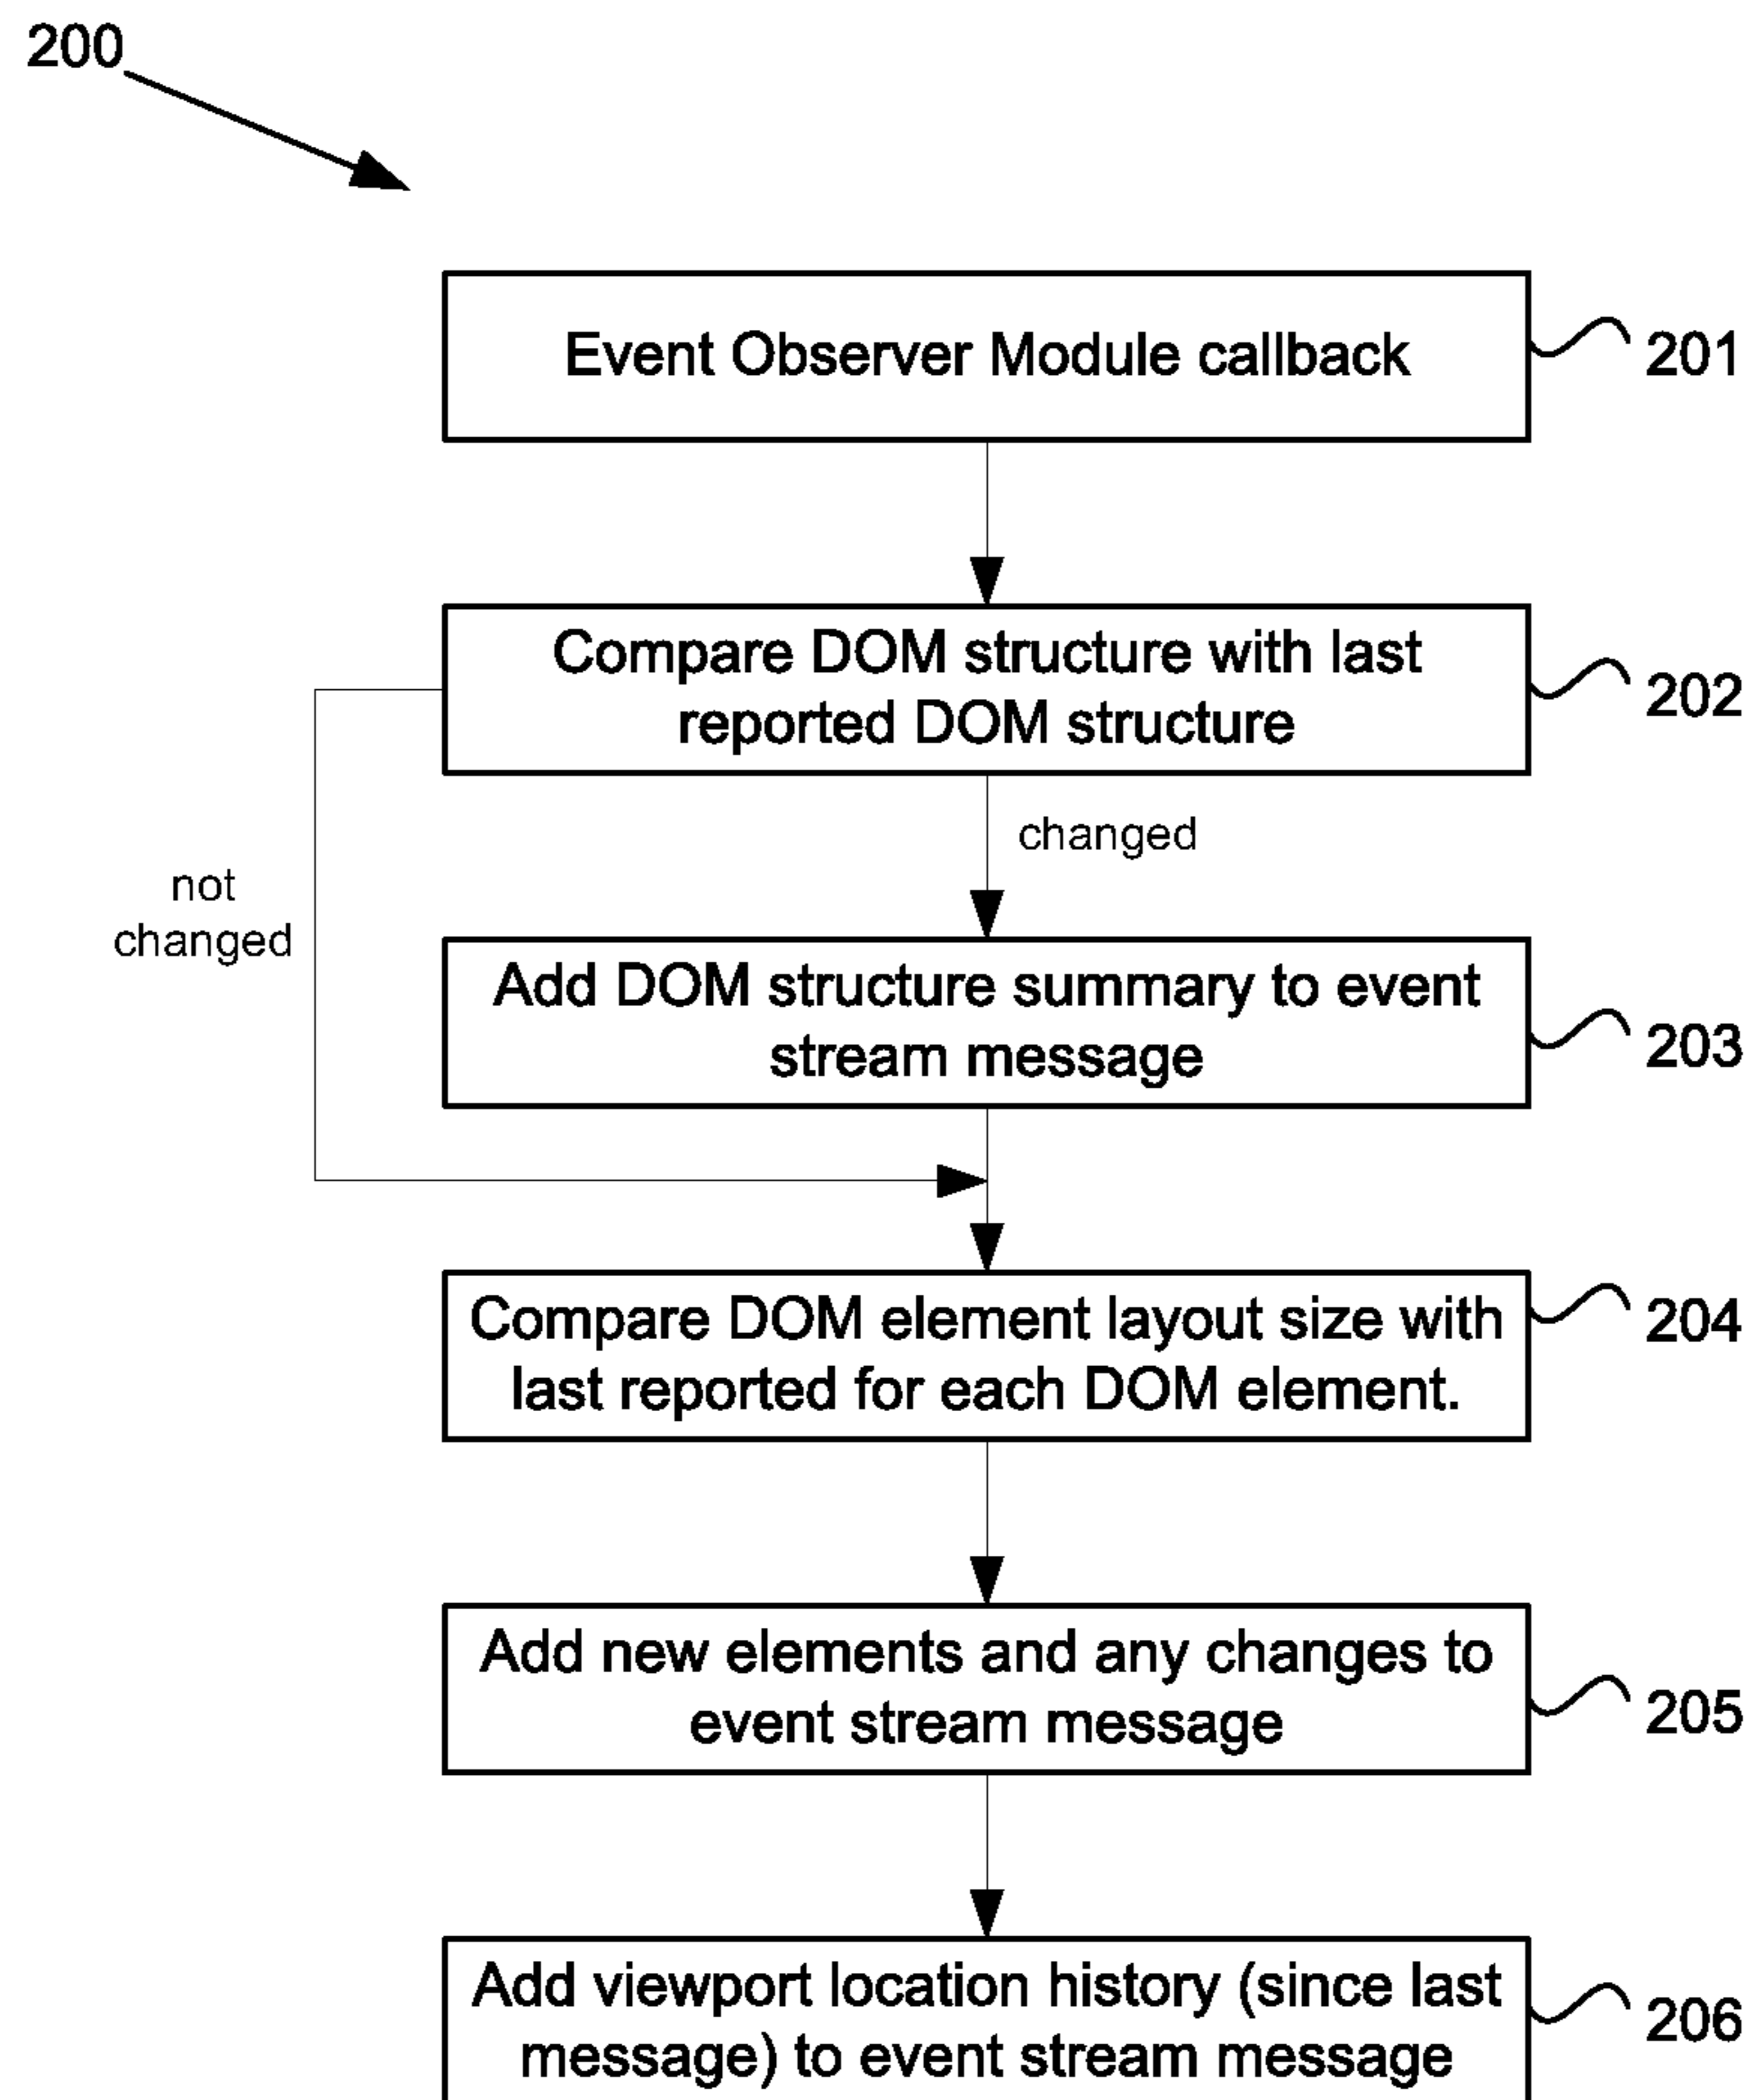 200
Event Observer Module callback
201
Compare DOM structure with last
reported DOM structure
202
changed
not
changed
Add DOM structure summary to event
stream message
203
Compare DOM element layout size with
last reported for each DOM element.
204
Add new elements and any changes to
event stream message
205
Add viewport location history (since last
message) to event stream message
206